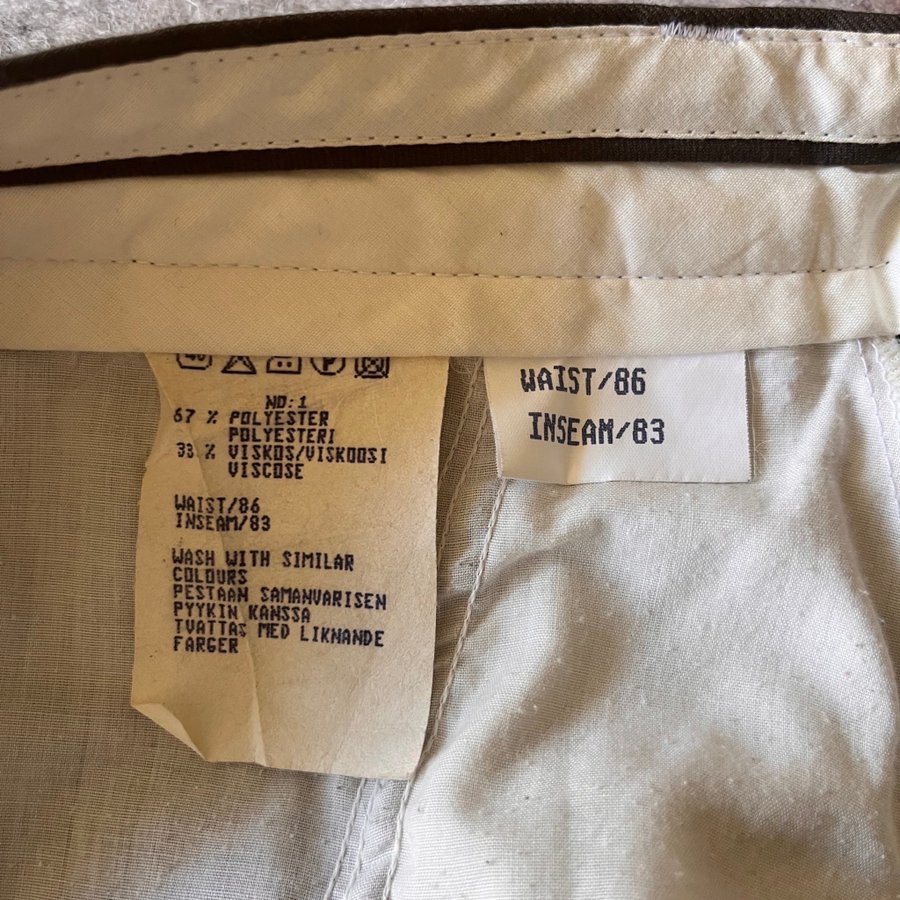 NO:1
67 % POLYESTER
POLYESTERI
33 % VISKOS/VISKOOSI
VISCOSE
WAIST/86
INSEAM/83
WASH WITH SIMILAR
COLOURS
PESTAAN SAMANVARISEN
PYYKIN KANSSA
TVATTAS MED LIKNANDE
FARGER
WAIST/86
INSEAM/83